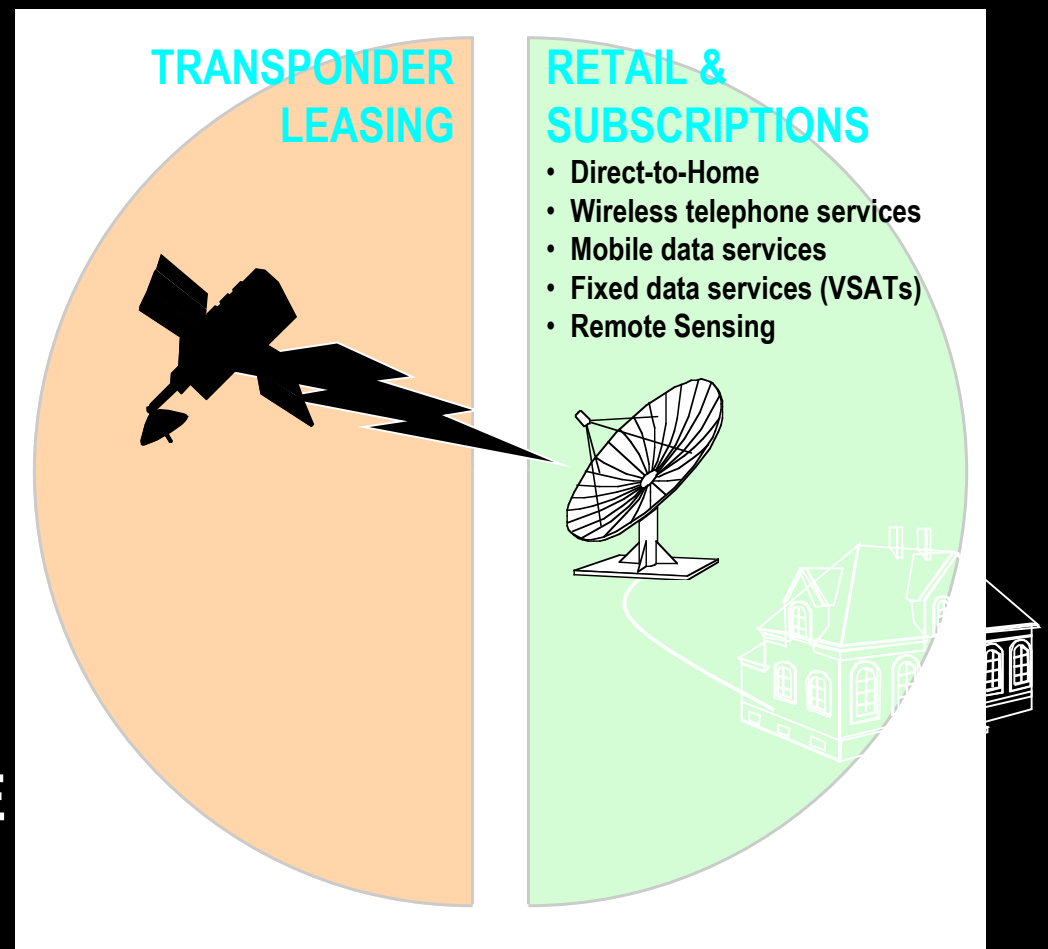 TRANSPONDER
LEASING
RETAIL &
SUBSCRIPTIONS
• Direct-to-Home
• Wireless telephone services
• Mobile data services
• Fixed data services (VSATs)
• Remote Sensing